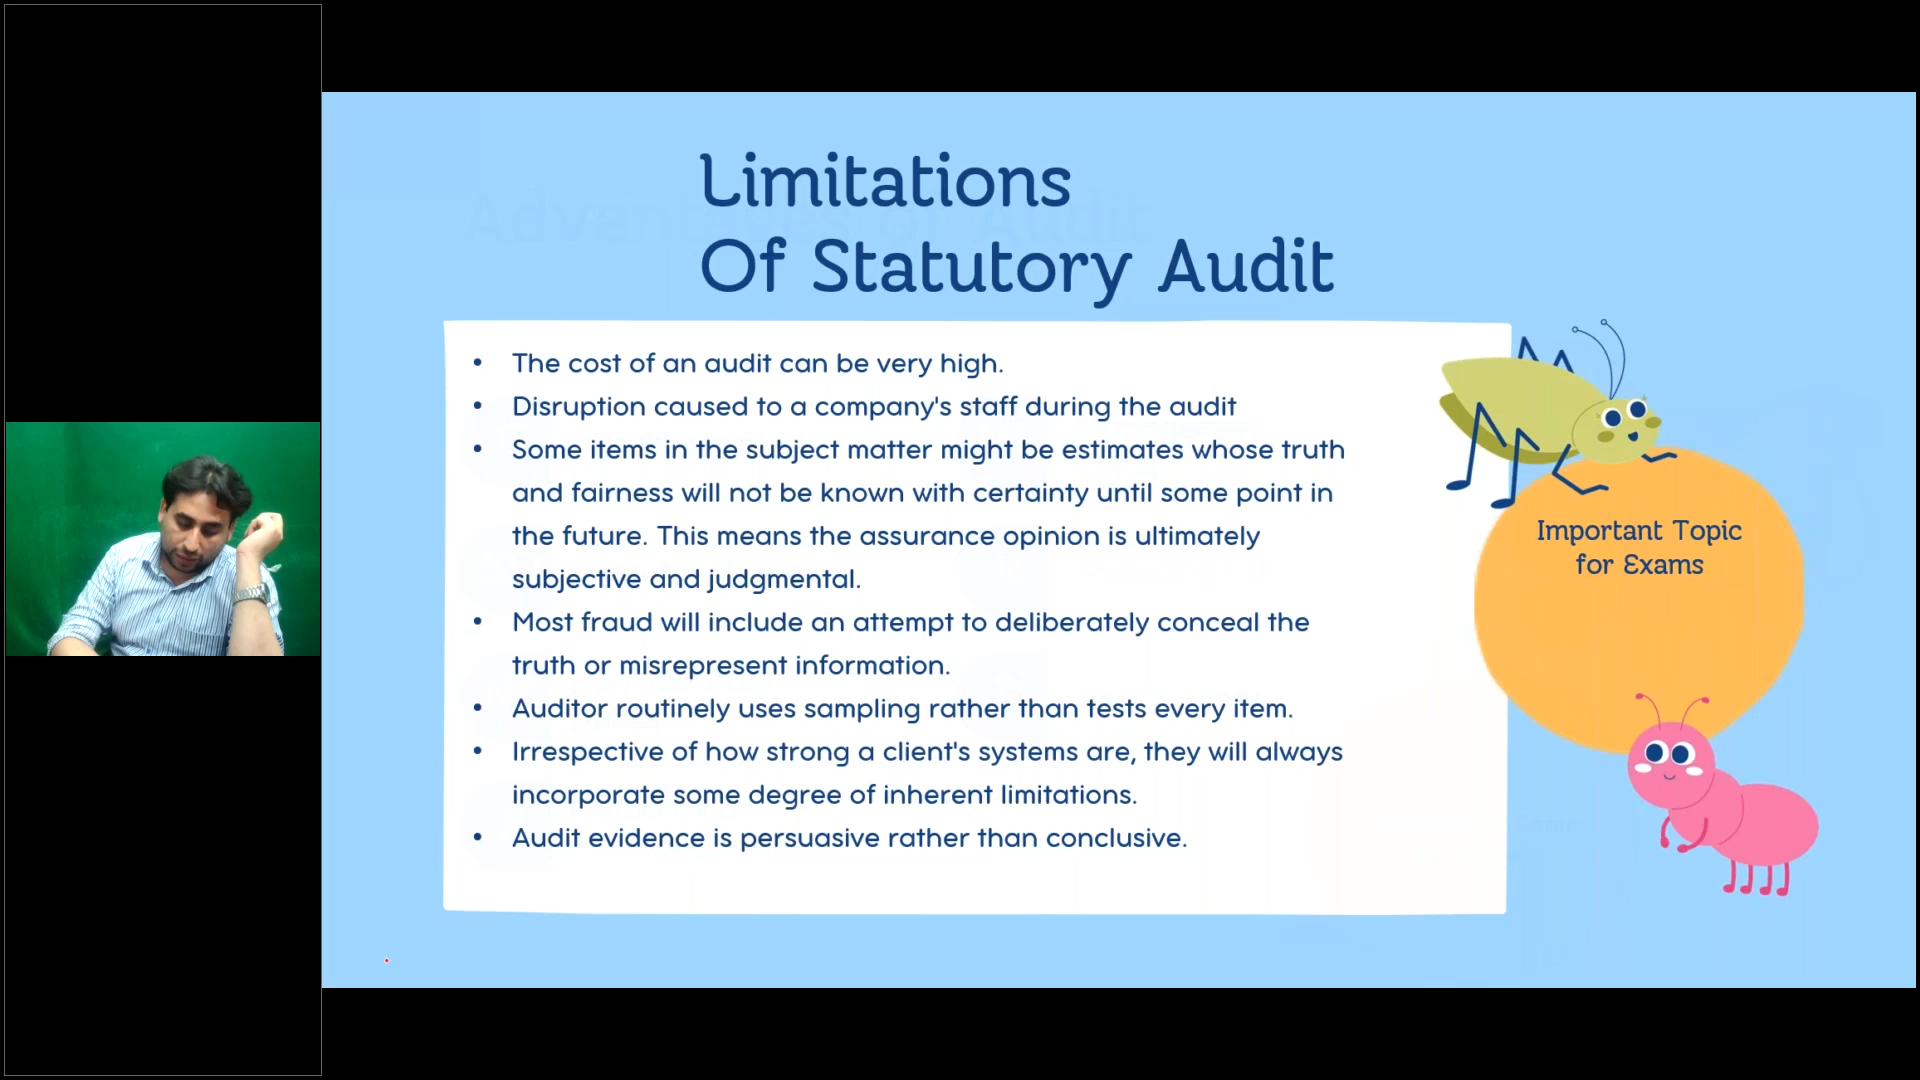 Limitations
Of Statutory Audit
• The cost of an audit can be very high.
• Disruption caused to a company's staff during the audit
• Some items in the subject matter might be estimates whose truth
and fairness will not be known with certainty until some point in
the future. This means the assurance opinion is ultimately
subjective and judgmental.
• Most fraud will include an attempt to deliberately conceal the
truth or misrepresent information.
• Auditor routinely uses sampling rather than tests every item.
• Irrespective of how strong a client's systems are, they will always
incorporate some degree of inherent limitations.
• Audit evidence is persuasive rather than conclusive.
Important Topic
for Exams